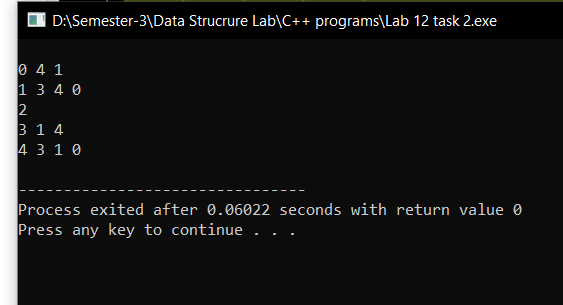 D:\Semester-3\Data Strucrure Lab\C++ programs\Lab 12 task 2.exe
0 4 1
1 3 4 0
2
3 1 4
4 3 1 0
--------------------------------
Process exited after 0.06022 seconds with return value 0
Press any key to continue . . .